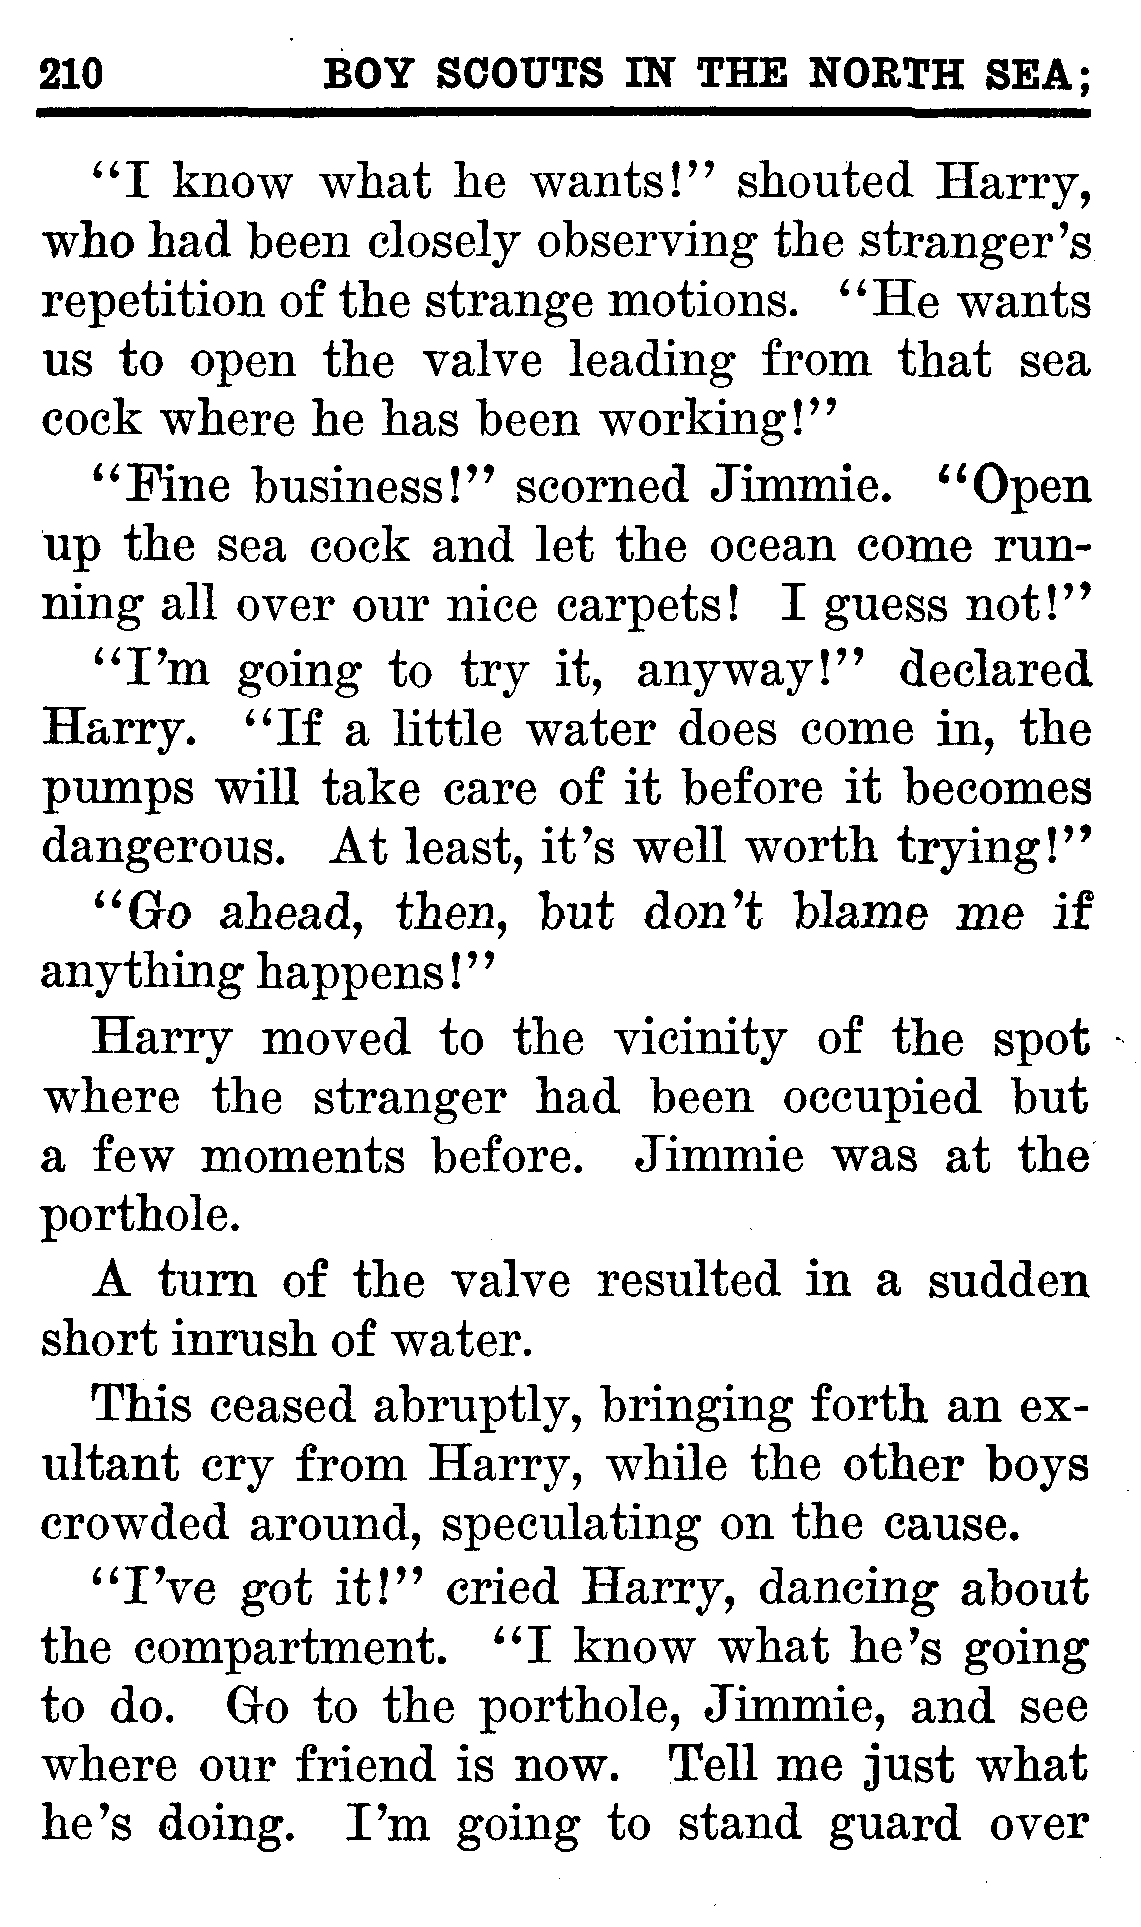 210 BOY SCOUTS IN THE NORTH SEA;
"I know what he wants!" shouted Harry,
who had been closely observing the stranger's
repetition of the strange motions. "He wants
us to open the valve leading from that sea
cock where he has been working!"
"Fine business!" scorned Jimmie. "Open
up the sea cock and let the ocean come run-
ning all over our nice carpets! I guess not!"
"I'm going to try it, anyway!" declared
Harry. "If a little water does come in, the
pumps will take care of it before it becomes
dangerous. At least, it's well worth trying!"
"Go ahead, then, but don't blame me if
anything happens!"
Harry moved to the vicinity of the spot
where the stranger had been occupied but
a few moments before. Jimmie was at the
porthole.
A turn of the valve resulted in a sudden
short inrush of water.
This ceased abruptly, bringing forth an ex-
ultant cry from Harry, while the other boys
crowded around, speculating on the cause.
"I've got it!" cried Harry, dancing about
the compartment. "I know what he's going
to do. Go to the porthole, Jimmie, and see
where our friend is now. Tell me just what
he's doing. I'm going to stand guard over